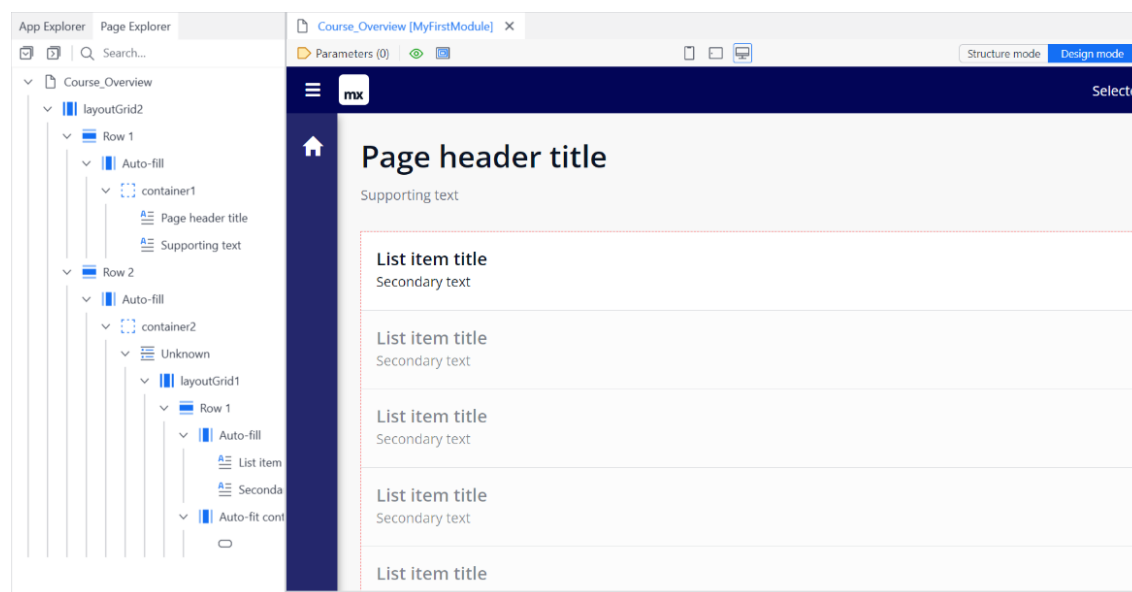 App Explorer Page Explorer
Search...
Course_Overview
layoutGrid2
Row 1
Auto-fill
container1
Page header title
Supporting text
Row 2
Auto-fill
container2
Unknown
layoutGrid1
Row 1
Auto-fill
List item
Seconda
Auto-fit cont
Course_Overview [MyFirstModule]
Parameters (0)
Structure mode Design mode
mx
Selecte
Page header title
Supporting text
List item title
Secondary text
List item title
Secondary text
List item title
Secondary text
List item title
Secondary text
List item title